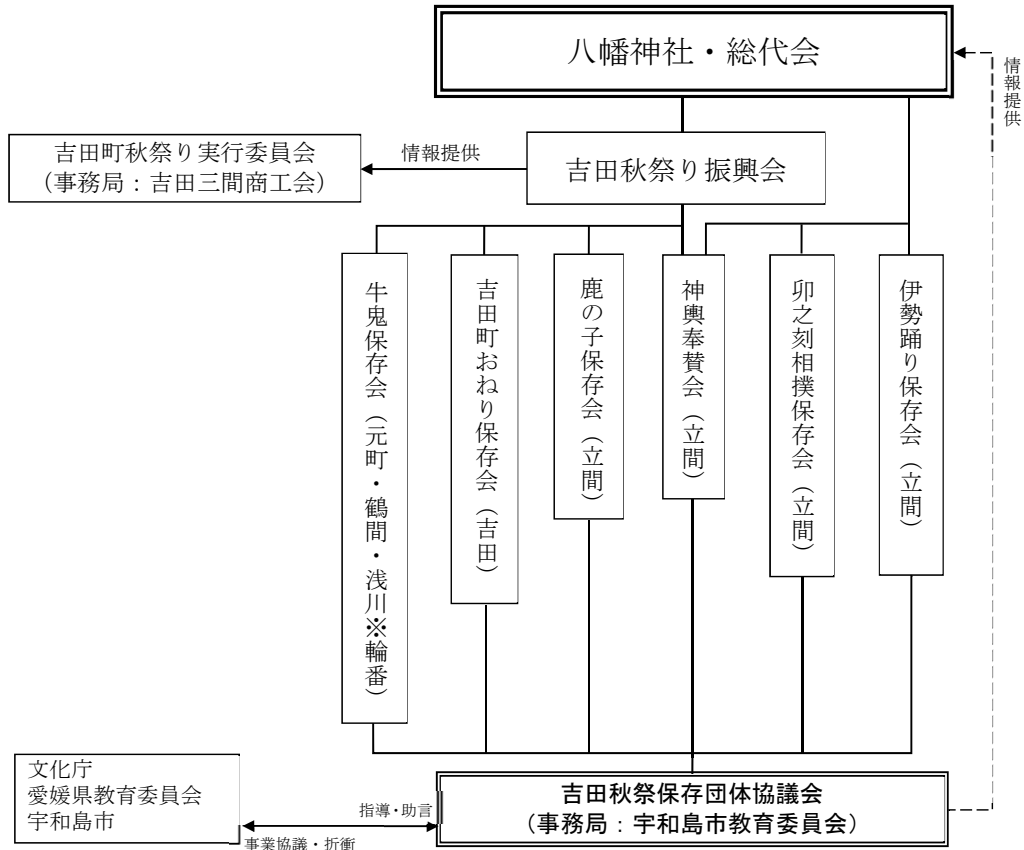 八幡神社・総代会
情報提供
吉田町秋祭り実行委員会
（事務局：吉田三間商工会）
情報提供
吉田秋祭り振興会
牛鬼保存会（元町・鶴間・浅川※輪番）
吉田町おねり保存会（吉田）
鹿の子保存会（立間）
神輿奉賛会（立間）
卯之刻相撲保存会（立間）
伊勢踊り保存会（立間）
文化庁
愛媛県教育委員会
宇和島市
指導・助言
事業協議・折衝
吉田秋祭保存団体協議会
（事務局：宇和島市教育委員会）